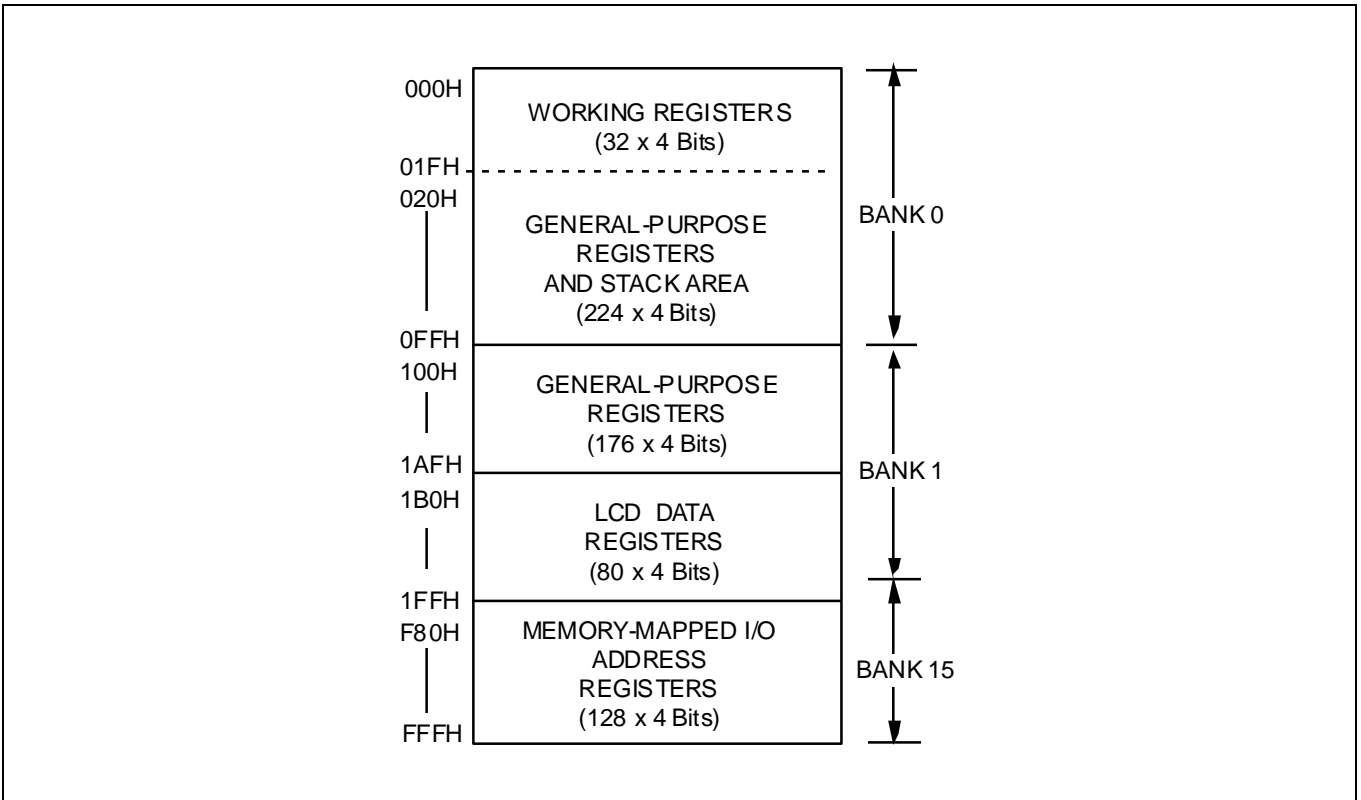 000H
WORKING REGISTERS
(32 x 4 Bits)
01FH
020H
GENERAL-PURPOSE
REGISTERS
AND STACK AREA
(224 x 4 Bits)
0FFH
BANK 0
100H
GENERAL-PURPOSE
REGISTERS
(176 x 4 Bits)
1AFH
1B0H
LCD DATA
REGISTERS
(80 x 4 Bits)
1FFH
BANK 1
F80H
MEMORY-MAPPED I/O
ADDRESS
REGISTERS
(128 x 4 Bits)
FFFH
BANK 15